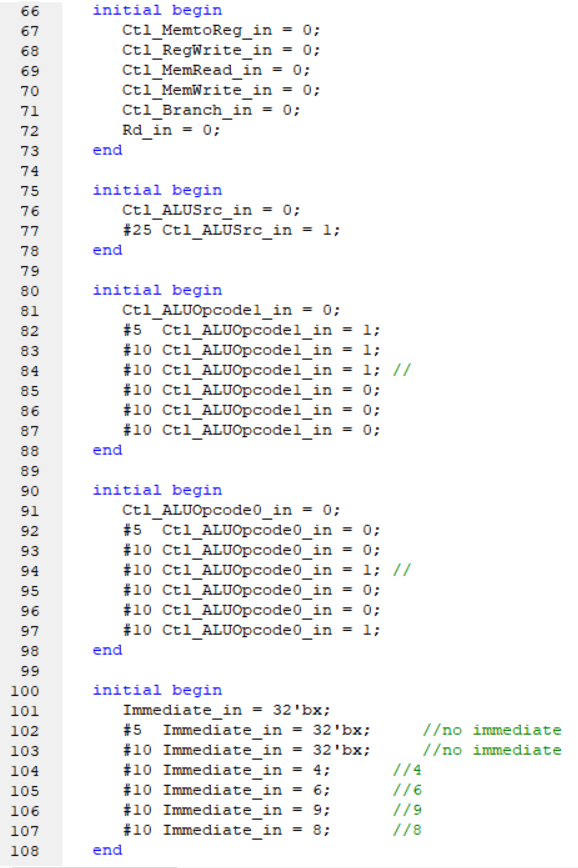 66 initial begin
67 Ctl_MemtoReg_in = 0;
68 Ctl_RegWrite_in = 0;
69 Ctl_MemRead_in = 0;
70 Ctl_MemWrite_in = 0;
71 Ctl_Branch_in = 0;
72 Rd_in = 0;
73 end
74
75 initial begin
76 Ctl_ALUSrc_in = 0;
77 #25 Ctl_ALUSrc_in = 1;
78 end
79
80 initial begin
81 Ctl_ALUOpcode1_in = 0;
82 #5 Ctl_ALUOpcode1_in = 1;
83 #10 Ctl_ALUOpcode1_in = 1;
84 #10 Ctl_ALUOpcode1_in = 1; //
85 #10 Ctl_ALUOpcode1_in = 0;
86 #10 Ctl_ALUOpcode1_in = 0;
87 #10 Ctl_ALUOpcode1_in = 0;
88 end
89
90 initial begin
91 Ctl_ALUOpcode0_in = 0;
92 #5 Ctl_ALUOpcode0_in = 0;
93 #10 Ctl_ALUOpcode0_in = 0;
94 #10 Ctl_ALUOpcode0_in = 1; //
95 #10 Ctl_ALUOpcode0_in = 0;
96 #10 Ctl_ALUOpcode0_in = 0;
97 #10 Ctl_ALUOpcode0_in = 1;
98 end
99
100 initial begin
101 Immediate_in = 32'bx;
102 #5 Immediate_in = 32'bx; //no immediate
103 #10 Immediate_in = 32'bx; //no immediate
104 #10 Immediate_in = 4; //4
105 #10 Immediate_in = 6; //6
106 #10 Immediate_in = 9; //9
107 #10 Immediate_in = 8; //8
108 end